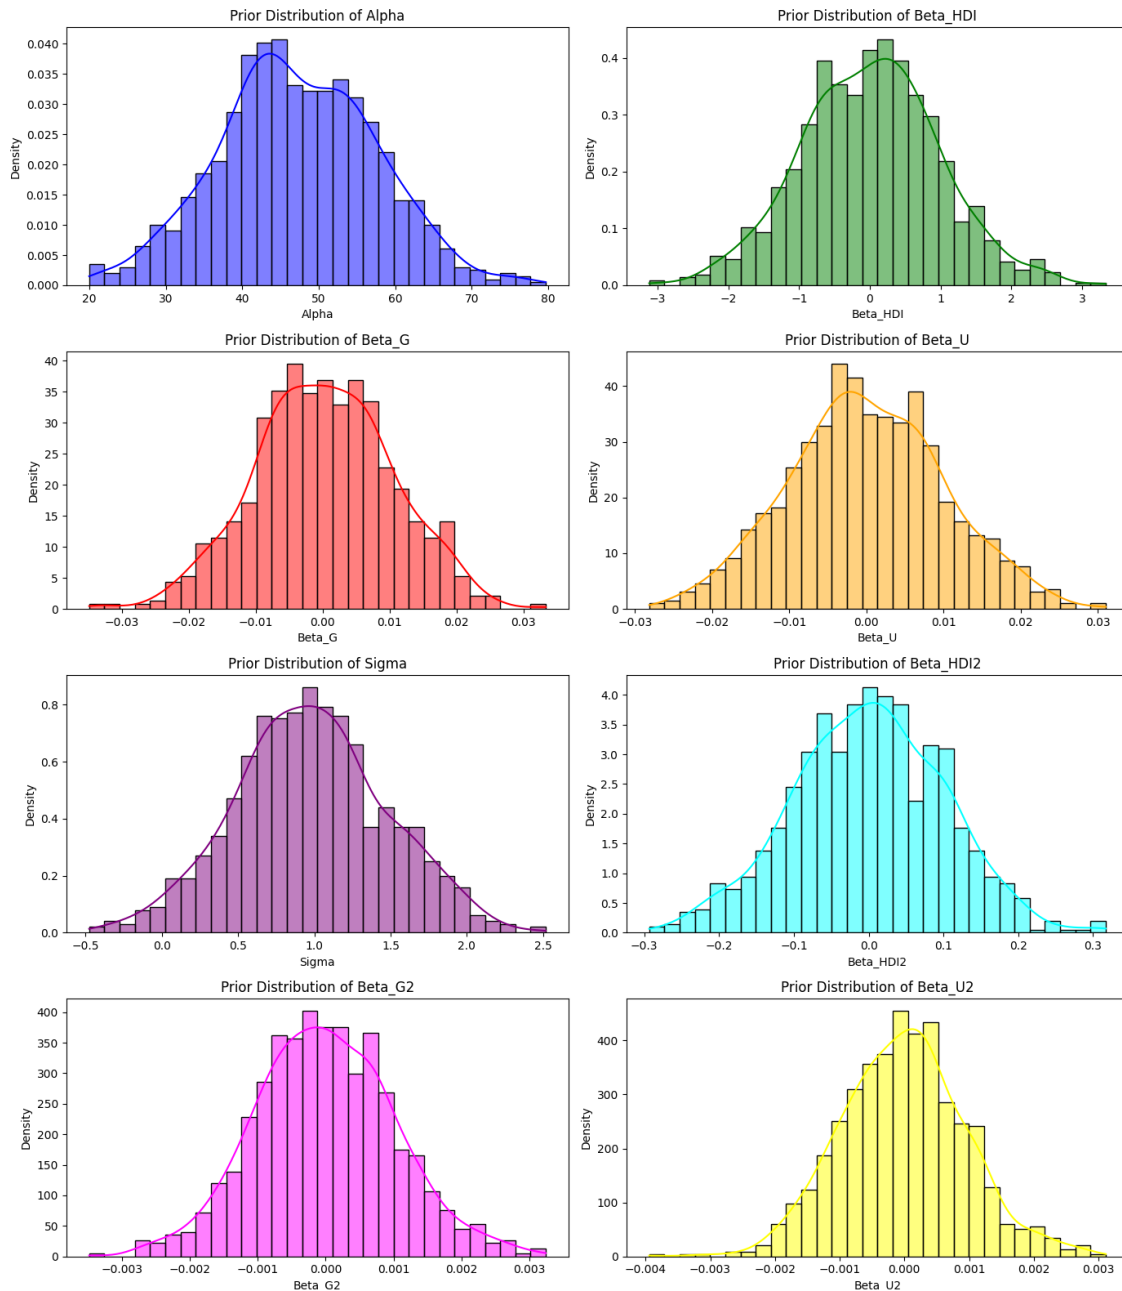 Prior Distribution of Alpha
Density
0.040
0.035
0.030
0.025
0.020
0.015
0.010
0.005
0.000
20 30 40 50 60 70 80
Alpha
Prior Distribution of Beta_HDI
Density
0.4
0.3
0.2
0.1
0.0
−3 −2 −1 0 1 2 3
Beta_HDI
Prior Distribution of Beta_G
Density
40
35
30
25
20
15
10
5
0
−0.03 −0.02 −0.01 0.00 0.01 0.02 0.03
Beta_G
Prior Distribution of Beta_U
Density
40
30
20
10
0
−0.03 −0.02 −0.01 0.00 0.01 0.02 0.03
Beta_U
Prior Distribution of Sigma
Density
0.8
0.6
0.4
0.2
0.0
−0.5 0.0 0.5 1.0 1.5 2.0 2.5
Sigma
Prior Distribution of Beta_HDI2
Density
4.0
3.5
3.0
2.5
2.0
1.5
1.0
0.5
0.0
−0.3 −0.2 −0.1 0.0 0.1 0.2 0.3
Beta_HDI2
Prior Distribution of Beta_G2
Density
400
350
300
250
200
150
100
50
0
−0.003 −0.002 −0.001 0.000 0.001 0.002 0.003
Beta_G2
Prior Distribution of Beta_U2
Density
400
300
200
100
0
−0.004 −0.003 −0.002 −0.001 0.000 0.001 0.002 0.003
Beta_U2